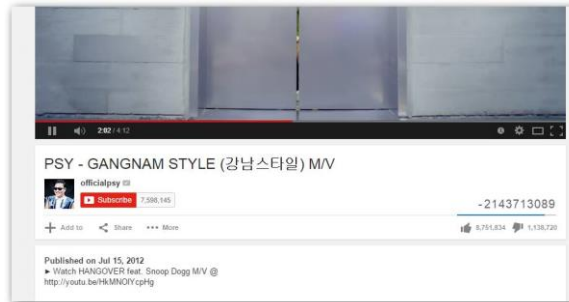 2:02 / 4:12
PSY - GANGNAM STYLE (강남스타일) M/V
officialpsy
Subscribe 7,598,145
-2143713089
Add to Share More
8,751,834 1,138,720
Published on Jul 15, 2012
► Watch HANGOVER feat. Snoop Dogg M/V @
http://youtu.be/HkMNOlYcpHg